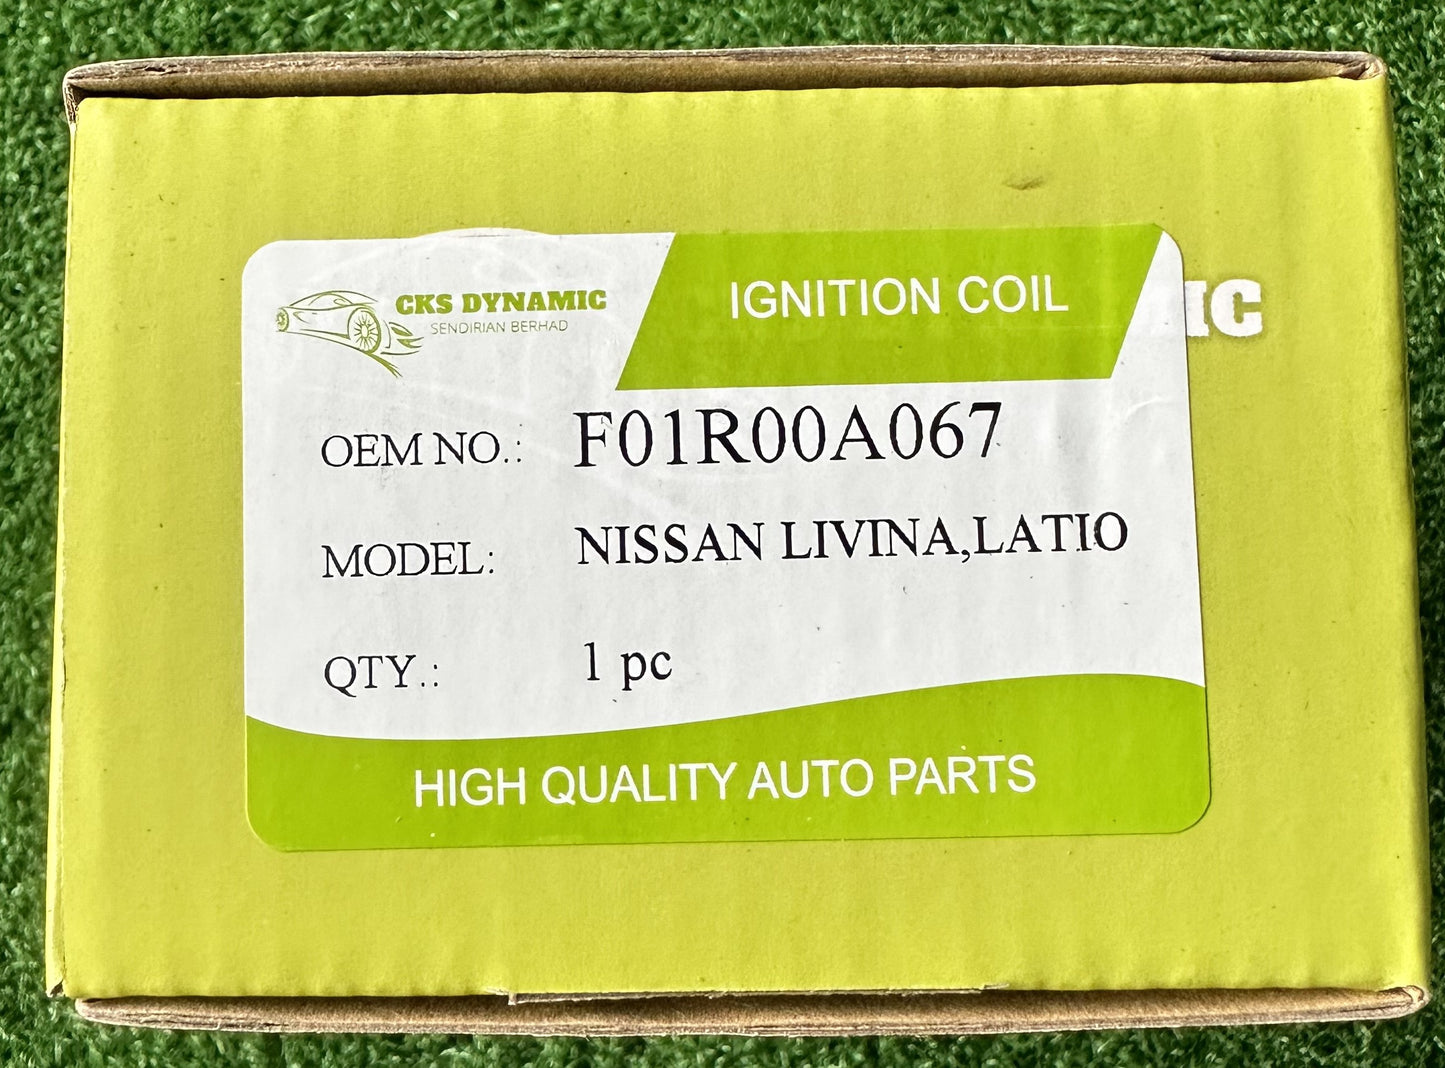 CKS DYNAMIC
SENDIRIAN BERHAD
IGNITION COIL
IC
OEM NO.: F01R00A067
MODEL: NISSAN LIVINA,LATIO
QTY.: 1 pc
HIGH QUALITY AUTO PARTS